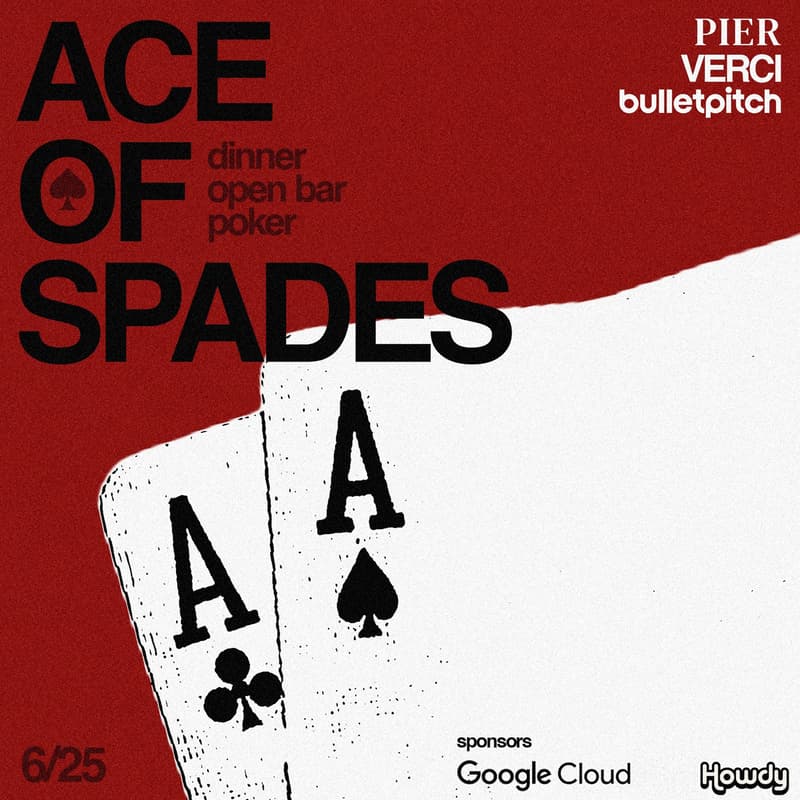 ACE
OF
SPADES
dinner
open bar
poker
PIER
VERCI
bulletpitch
A
A
6/25
sponsors
Google Cloud
Howdy